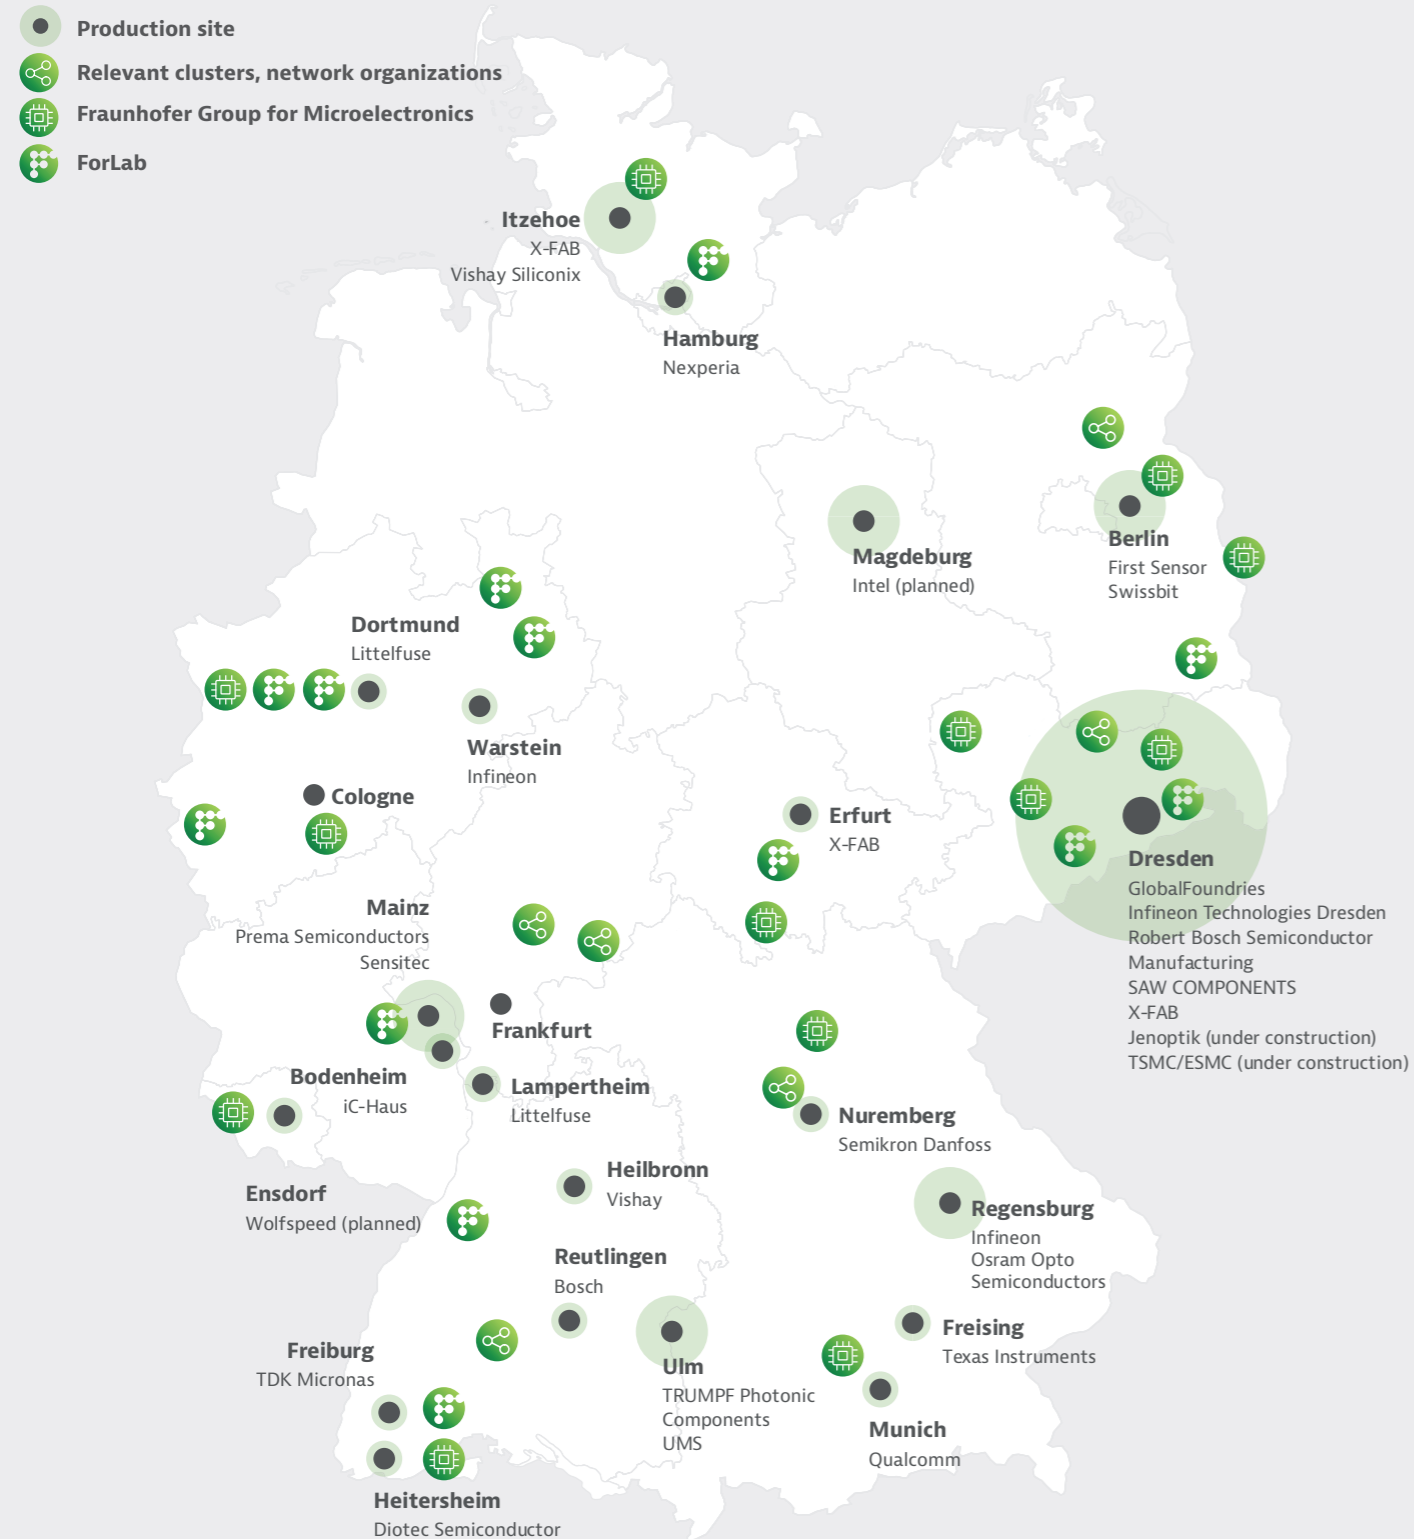 Production site
Relevant clusters, network organizations
Fraunhofer Group for Microelectronics
ForLab
Itzehoe
X-FAB
Vishay Siliconix
Hamburg
Nexperia
Magdeburg
Intel (planned)
Berlin
First Sensor
Swissbit
Dortmund
Littelfuse
Warstein
Infineon
Cologne
Erfurt
X-FAB
Dresden
GlobalFoundries
Infineon Technologies Dresden
Robert Bosch Semiconductor
Manufacturing
SAW COMPONENTS
X-FAB
Jenoptik (under construction)
TSMC/ESMC (under construction)
Mainz
Prema Semiconductors
Sensitec
Frankfurt
Bodenheim
iC-Haus
Lampertheim
Littelfuse
Nuremberg
Semikron Danfoss
Ensdorf
Wolfspeed (planned)
Heilbronn
Vishay
Regensburg
Infineon
Osram Opto
Semiconductors
Reutlingen
Bosch
Freising
Texas Instruments
Freiburg
TDK Micronas
Ulm
TRUMPF Photonic
Components
UMS
Munich
Qualcomm
Heitersheim
Diotec Semiconductor